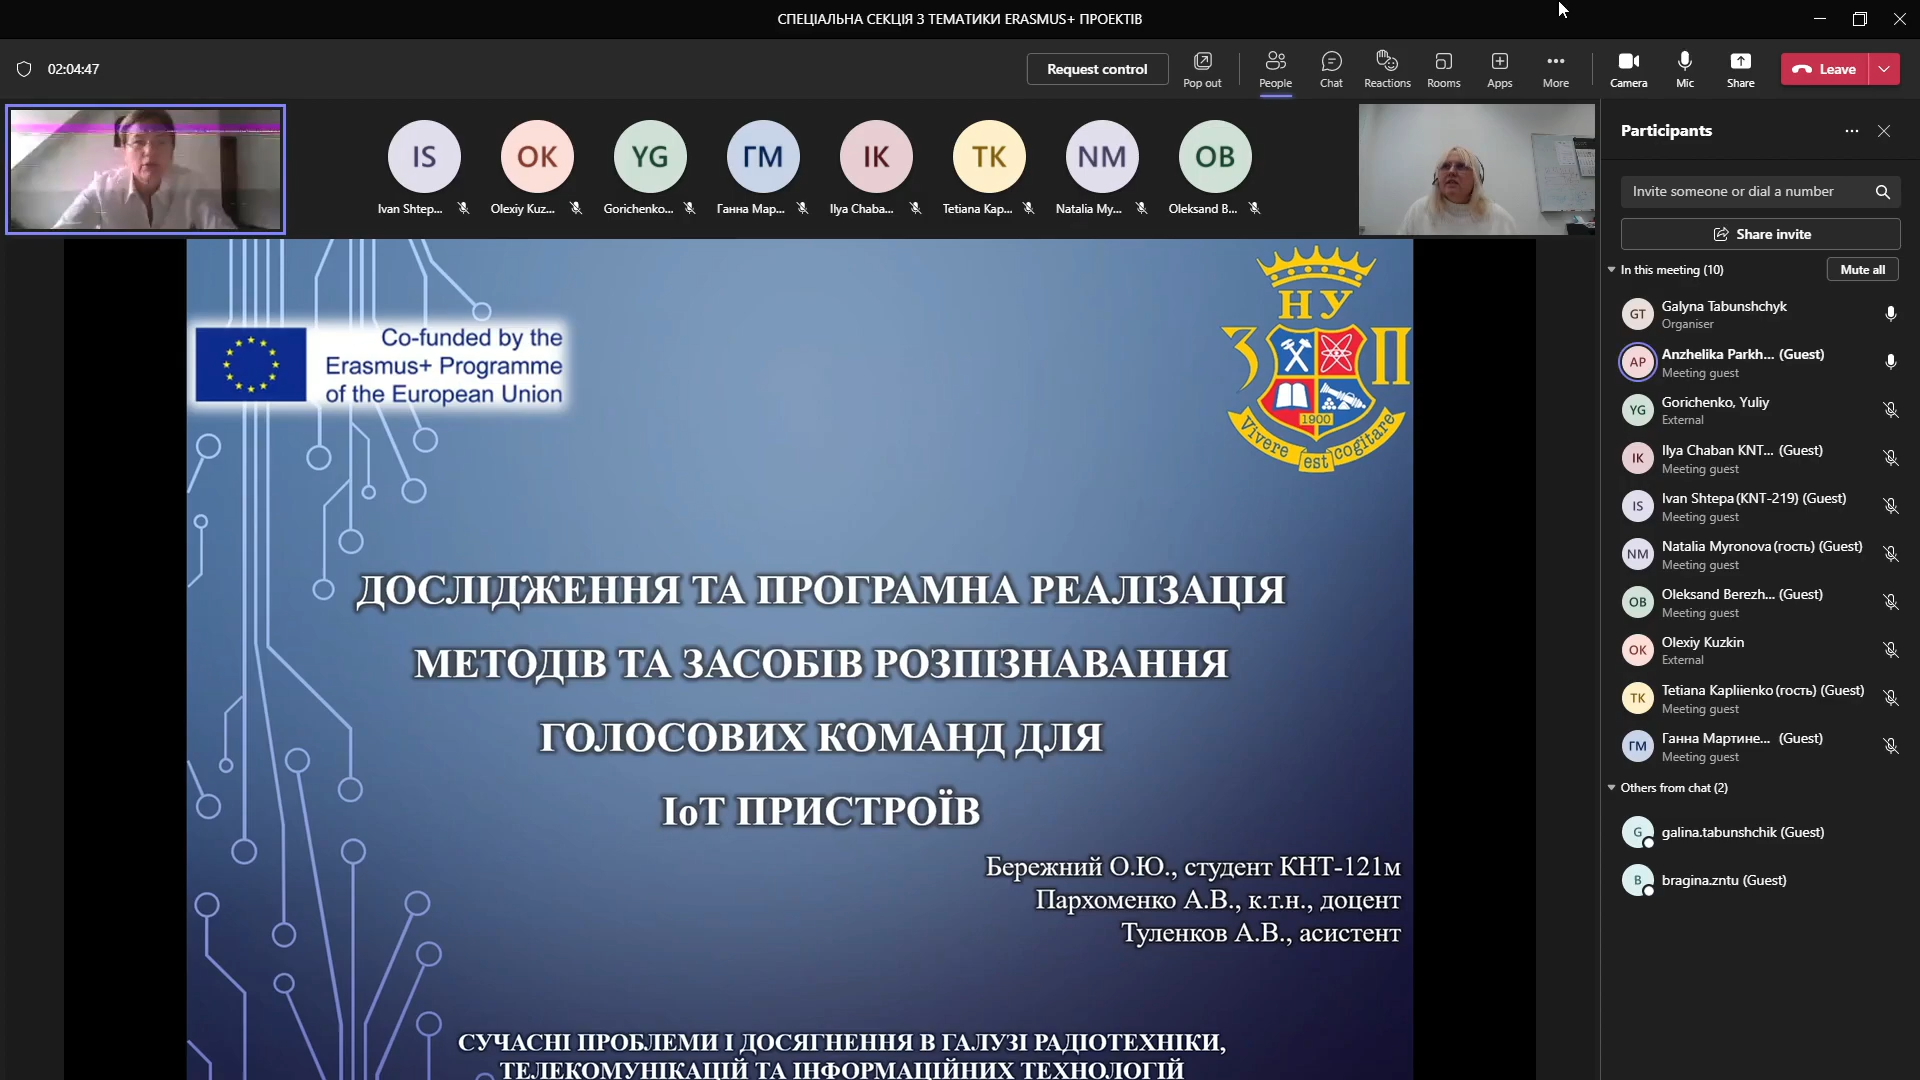 СПЕЦІАЛЬНА СЕКЦІЯ З ТЕМАТИКИ ERASMUS+ ПРОЕКТІВ
02:04:47
Request control
Pop out
People
Chat
Reactions
Rooms
Apps
More
Camera
Mic
Share
Leave
IS
OK
YG
ГМ
IK
TK
NM
OB
Ivan Shtep...
Olexiy Kuz...
Gorichenko...
Ганна Мар...
Ilya Chaba...
Tetiana Kap...
Natalia My...
Oleksand B...
Co-funded by the
Erasmus+ Programme
of the European Union
НУ
ЗП
1900
Vivere est cogitare
ДОСЛІДЖЕННЯ ТА ПРОГРАМНА РЕАЛІЗАЦІЯ
МЕТОДІВ ТА ЗАСОБІВ РОЗПІЗНАВАННЯ
ГОЛОСОВИХ КОМАНД ДЛЯ
ІоТ ПРИСТРОЇВ
Бережний О.Ю., студент КНТ-121м
Пархоменко А.В., к.т.н., доцент
Туленков А.В., асистент
СУЧАСНІ ПРОБЛЕМИ І ДОСЯГНЕННЯ В ГАЛУЗІ РАДІОТЕХНІКИ,
ТЕЛЕКОМУНІКАЦІЙ ТА ІНФОРМАЦІЙНИХ ТЕХНОЛОГІЙ
Participants
Invite someone or dial a number
Share invite
In this meeting (10)
Mute all
GT
Galyna Tabunshchyk
Organiser
AP
Anzhelika Parkh... (Guest)
Meeting guest
YG
Gorichenko, Yuliy
External
IK
Ilya Chaban KNT... (Guest)
Meeting guest
IS
Ivan Shtepa(KNT-219) (Guest)
Meeting guest
NM
Natalia Myronova(гость) (Guest)
Meeting guest
OB
Oleksand Berezh... (Guest)
Meeting guest
OK
Olexiy Kuzkin
External
TK
Tetiana Kapliienko(гость) (Guest)
Meeting guest
ГМ
Ганна Мартине... (Guest)
Meeting guest
Others from chat (2)
G
galina.tabunshchik (Guest)
B
bragina.zntu (Guest)